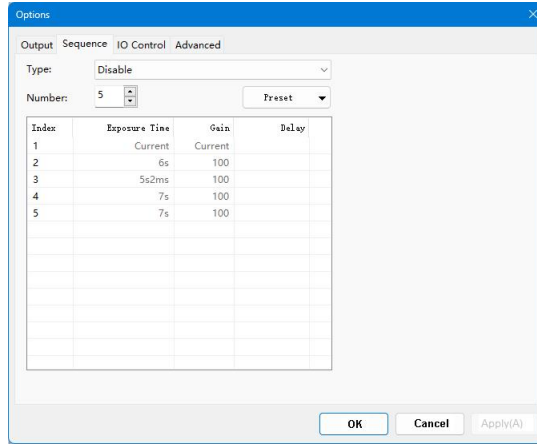 Options
Output Sequence IO Control Advanced
Type: Disable
Number: 5 Preset
Index Exposure Time Gain Delay
1 Current Current
2 6s 100
3 5s2ms 100
4 7s 100
5 7s 100
OK Cancel Apply(A)